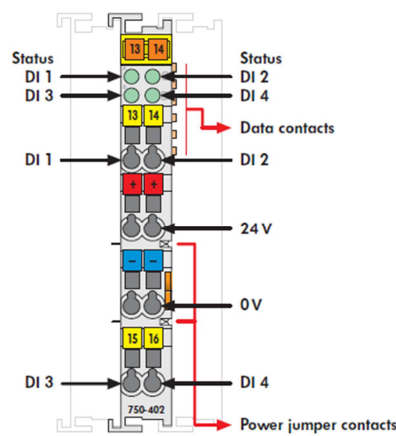 13 14
Status Status
DI 1 DI 2
DI 3 DI 4
13 14
Data contacts
DI 1 DI 2
+ +
24 V
- -
0 V
15 16
DI 3 DI 4
750-402
Power jumper contacts